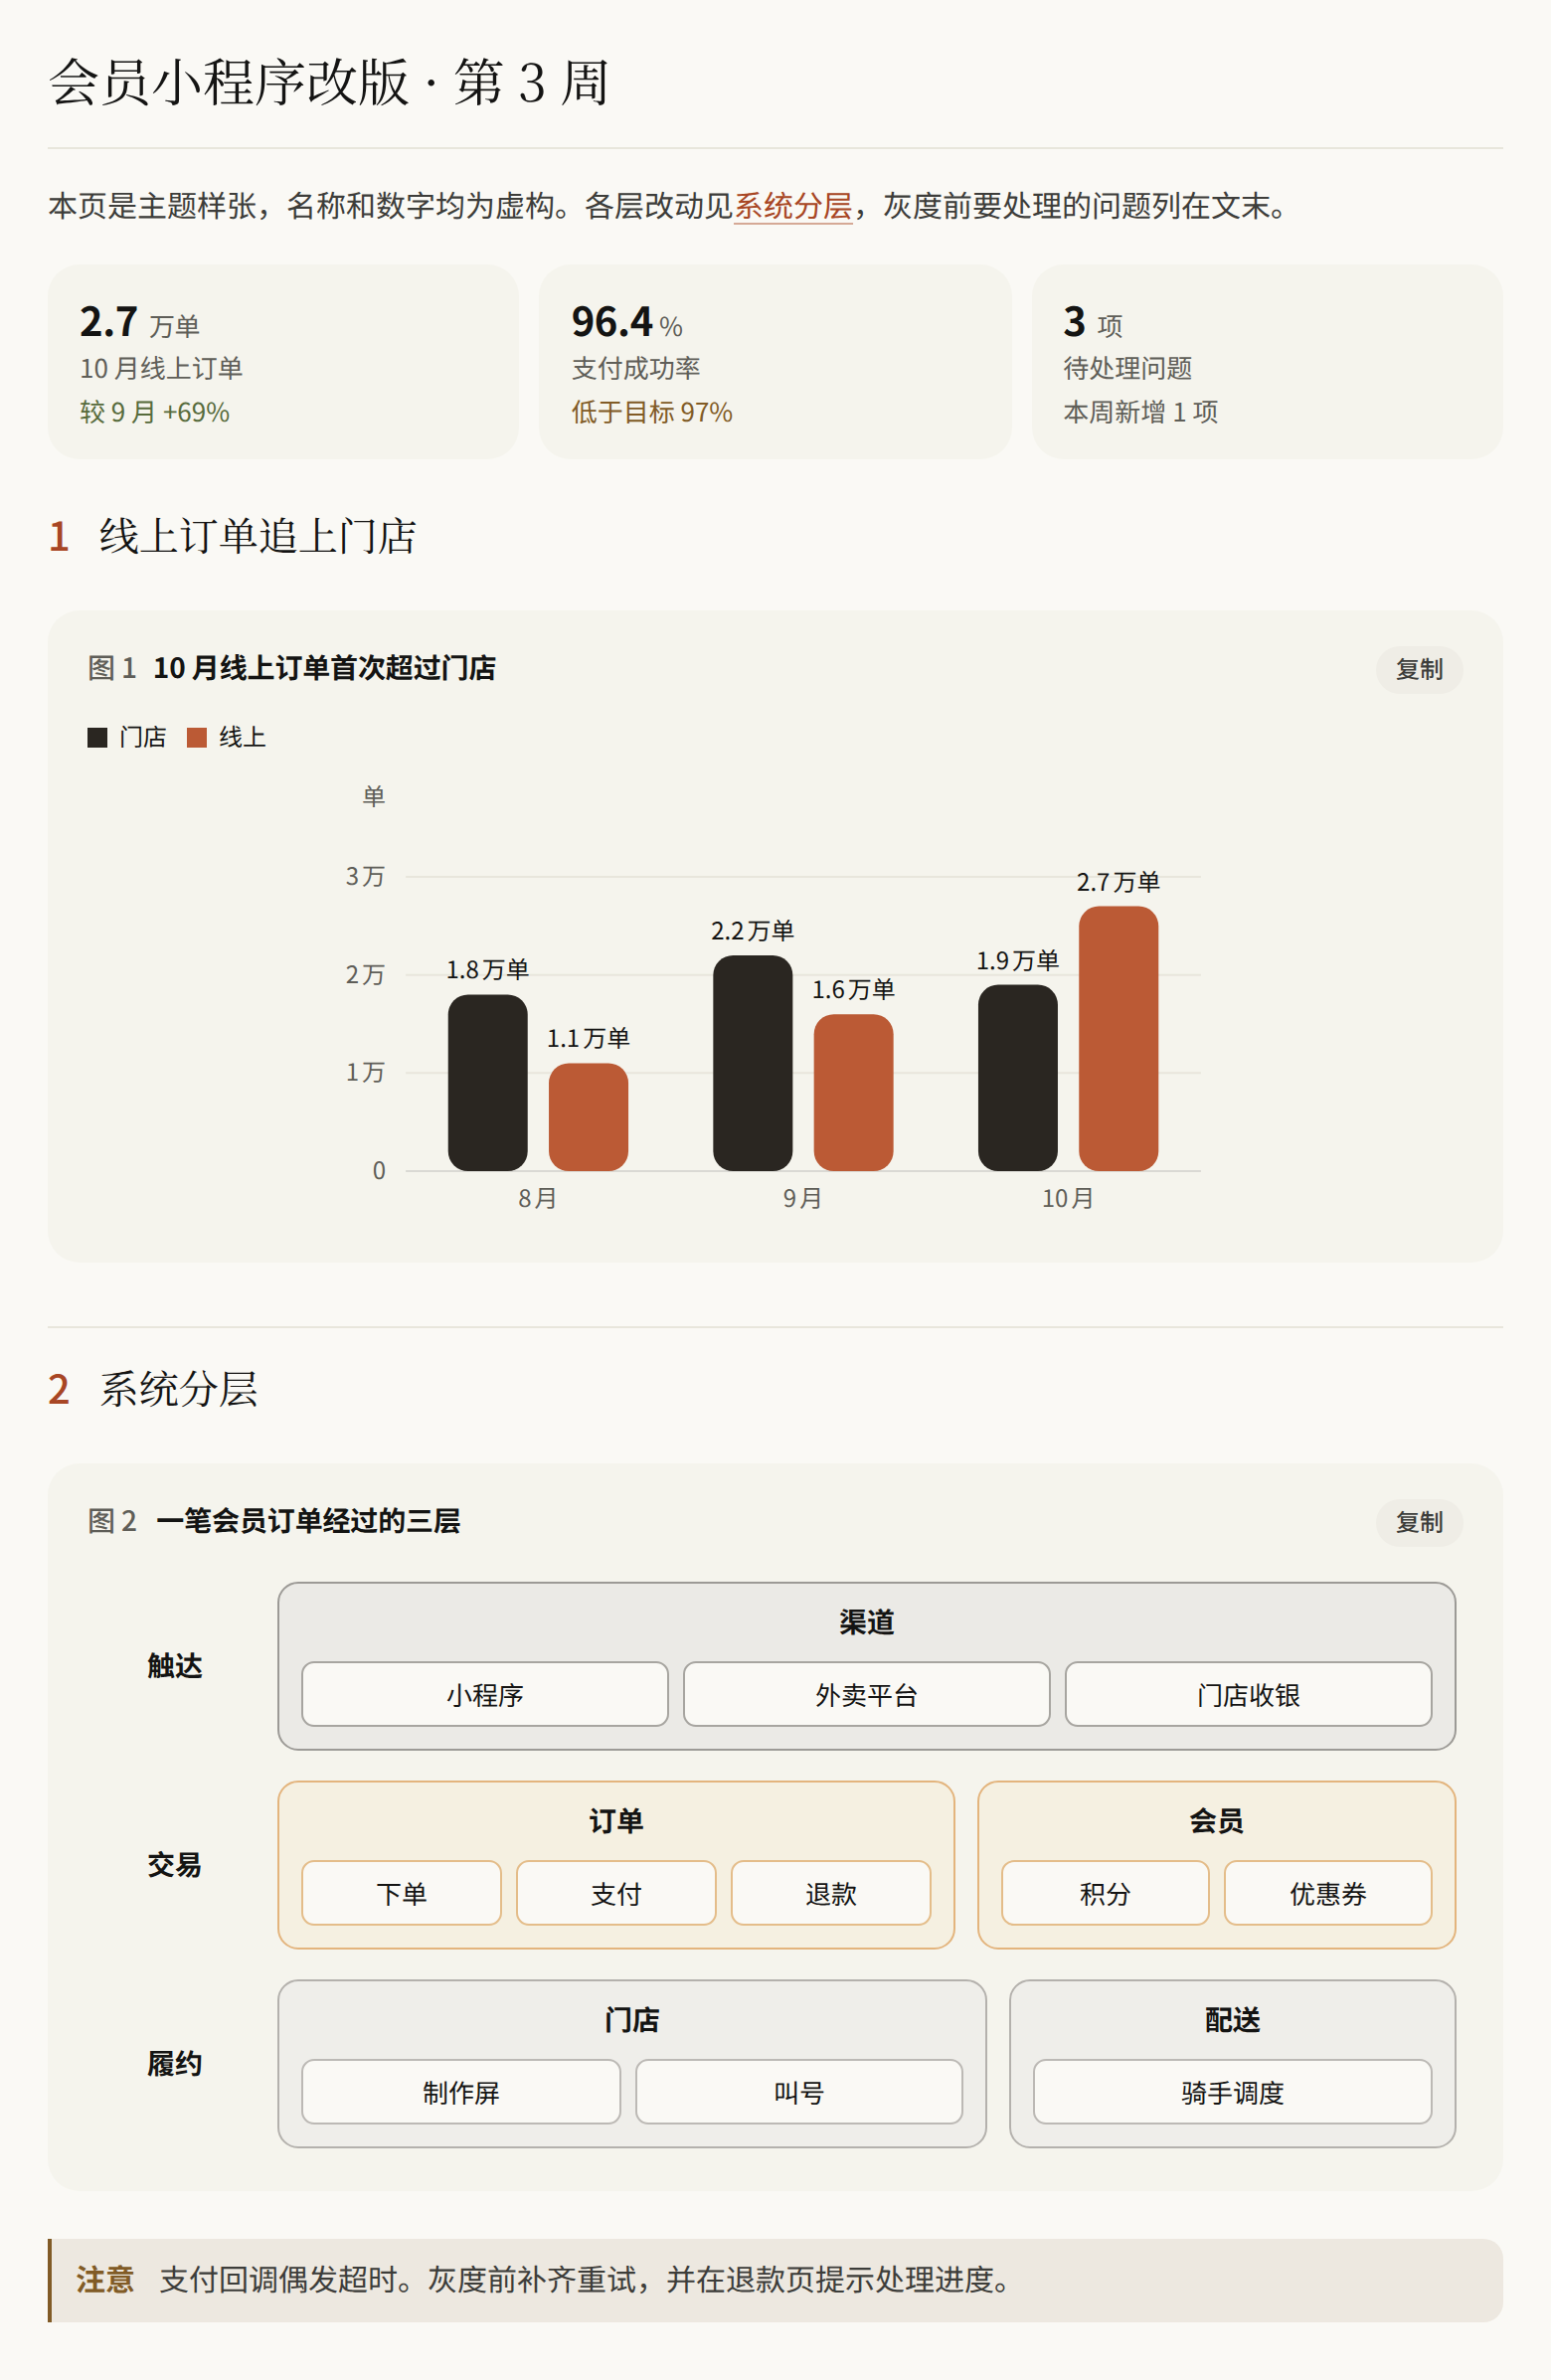 会员小程序改版 · 第 3 周
本页是主题样张，名称和数字均为虚构。各层改动见系统分层，灰度前要处理的问题列在文末。
2.7 万单
10 月线上订单
较 9 月 +69%
96.4 %
支付成功率
低于目标 97%
3 项
待处理问题
本周新增 1 项
1 线上订单追上门店
图 1 10 月线上订单首次超过门店
复制
门店 线上
单
3万
2万
1万
0
1.8万单
1.1万单
2.2万单
1.6万单
1.9万单
2.7万单
8月 9月 10月
2 系统分层
图 2 一笔会员订单经过的三层
复制
触达
渠道
小程序 外卖平台 门店收银
交易
订单
下单 支付 退款
会员
积分 优惠券
履约
门店
制作屏 叫号
配送
骑手调度
注意 支付回调偶发超时。灰度前补齐重试，并在退款页提示处理进度。